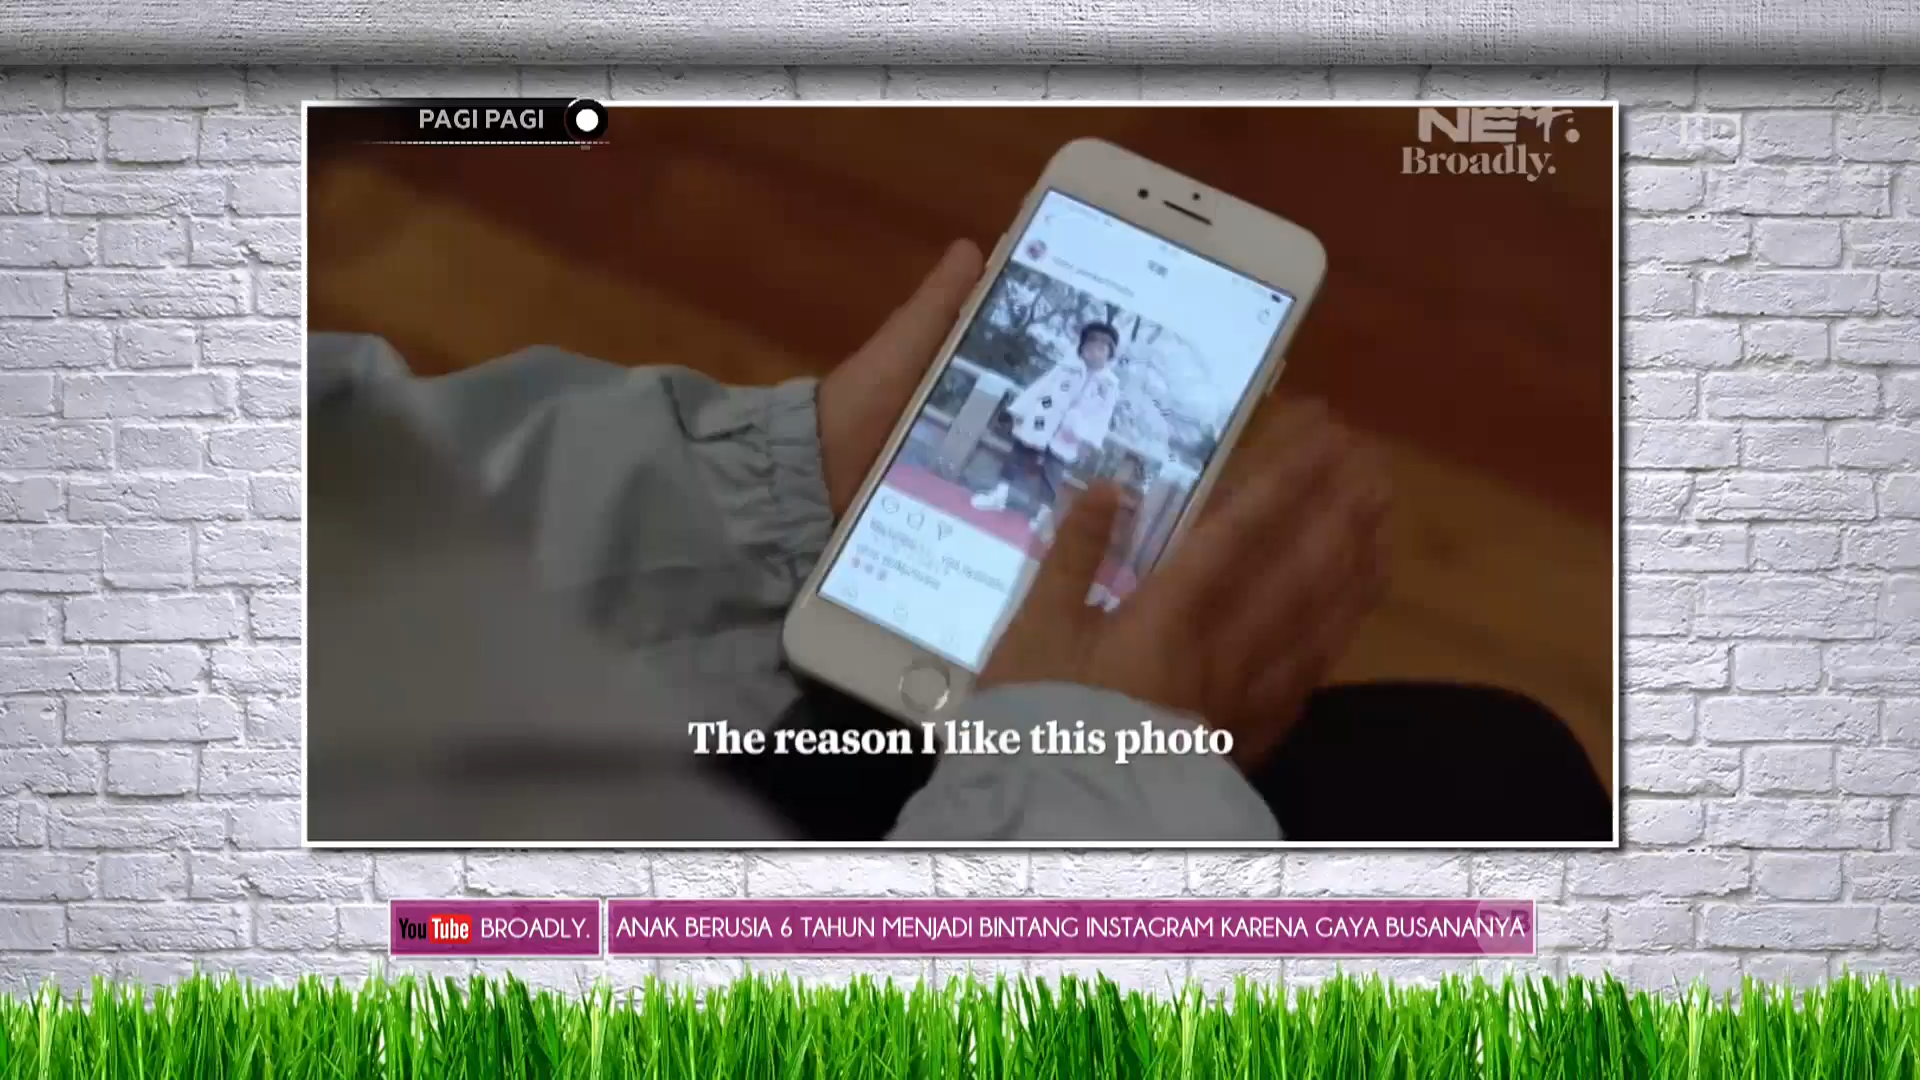 PAGI PAGI
NET.
Broadly.
The reason I like this photo
YouTube BROADLY.
ANAK BERUSIA 6 TAHUN MENJADI BINTANG INSTAGRAM KARENA GAYA BUSANANYA